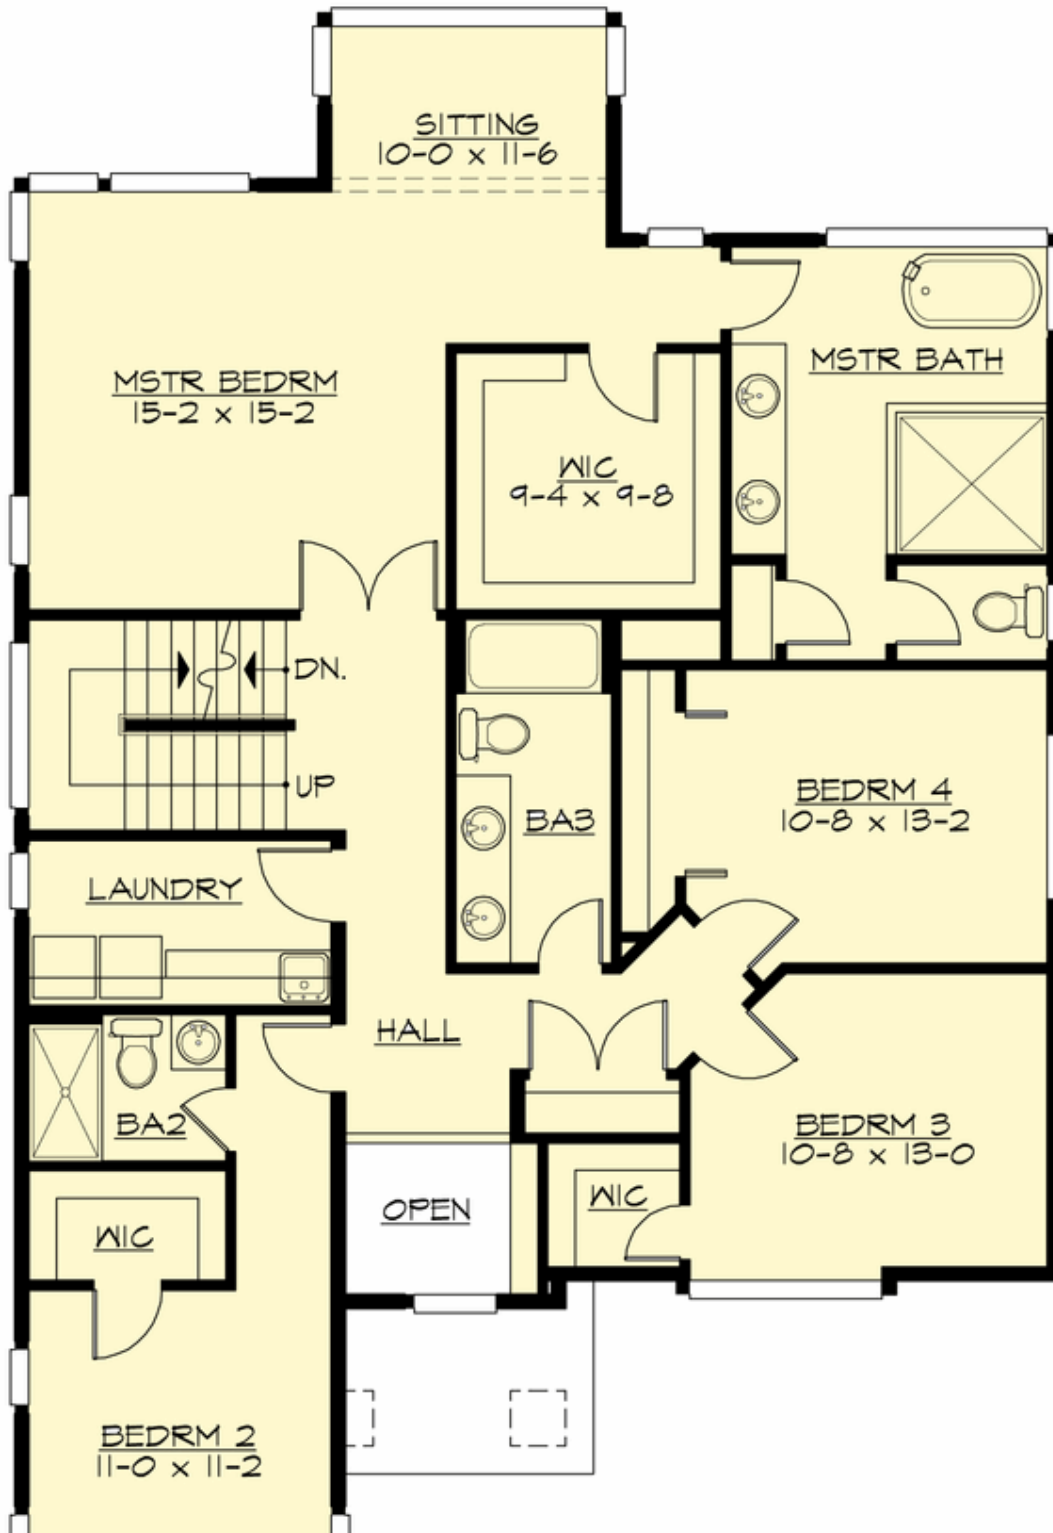 SITTING
10-0 x 11-6
MSTR BEDRM
15-2 x 15-2
MSTR BATH
WIC
9-4 x 9-8
DN.
UP
BA3
BEDRM 4
10-8 x 13-2
LAUNDRY
HALL
BA2
BEDRM 3
10-8 x 13-0
WIC
OPEN
WIC
BEDRM 2
11-0 x 11-2